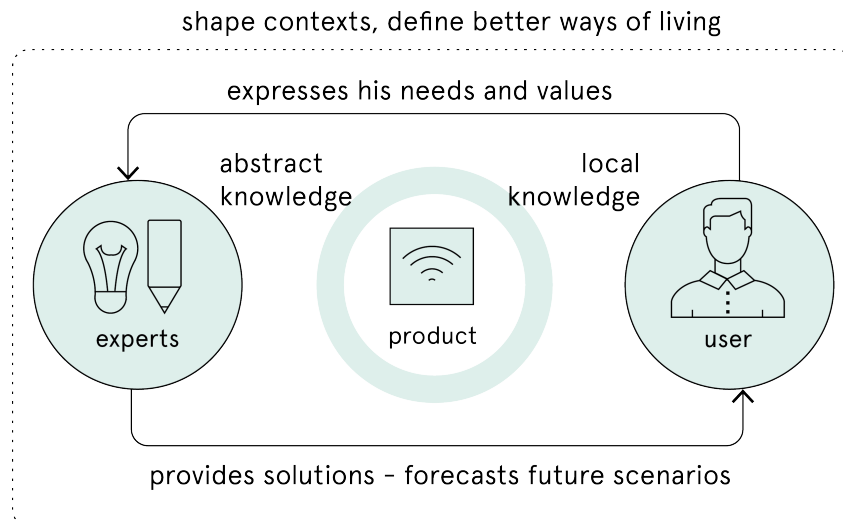 shape contexts, define better ways of living
expresses his needs and values
abstract
knowledge
local
knowledge
experts
product
user
provides solutions - forecasts future scenarios